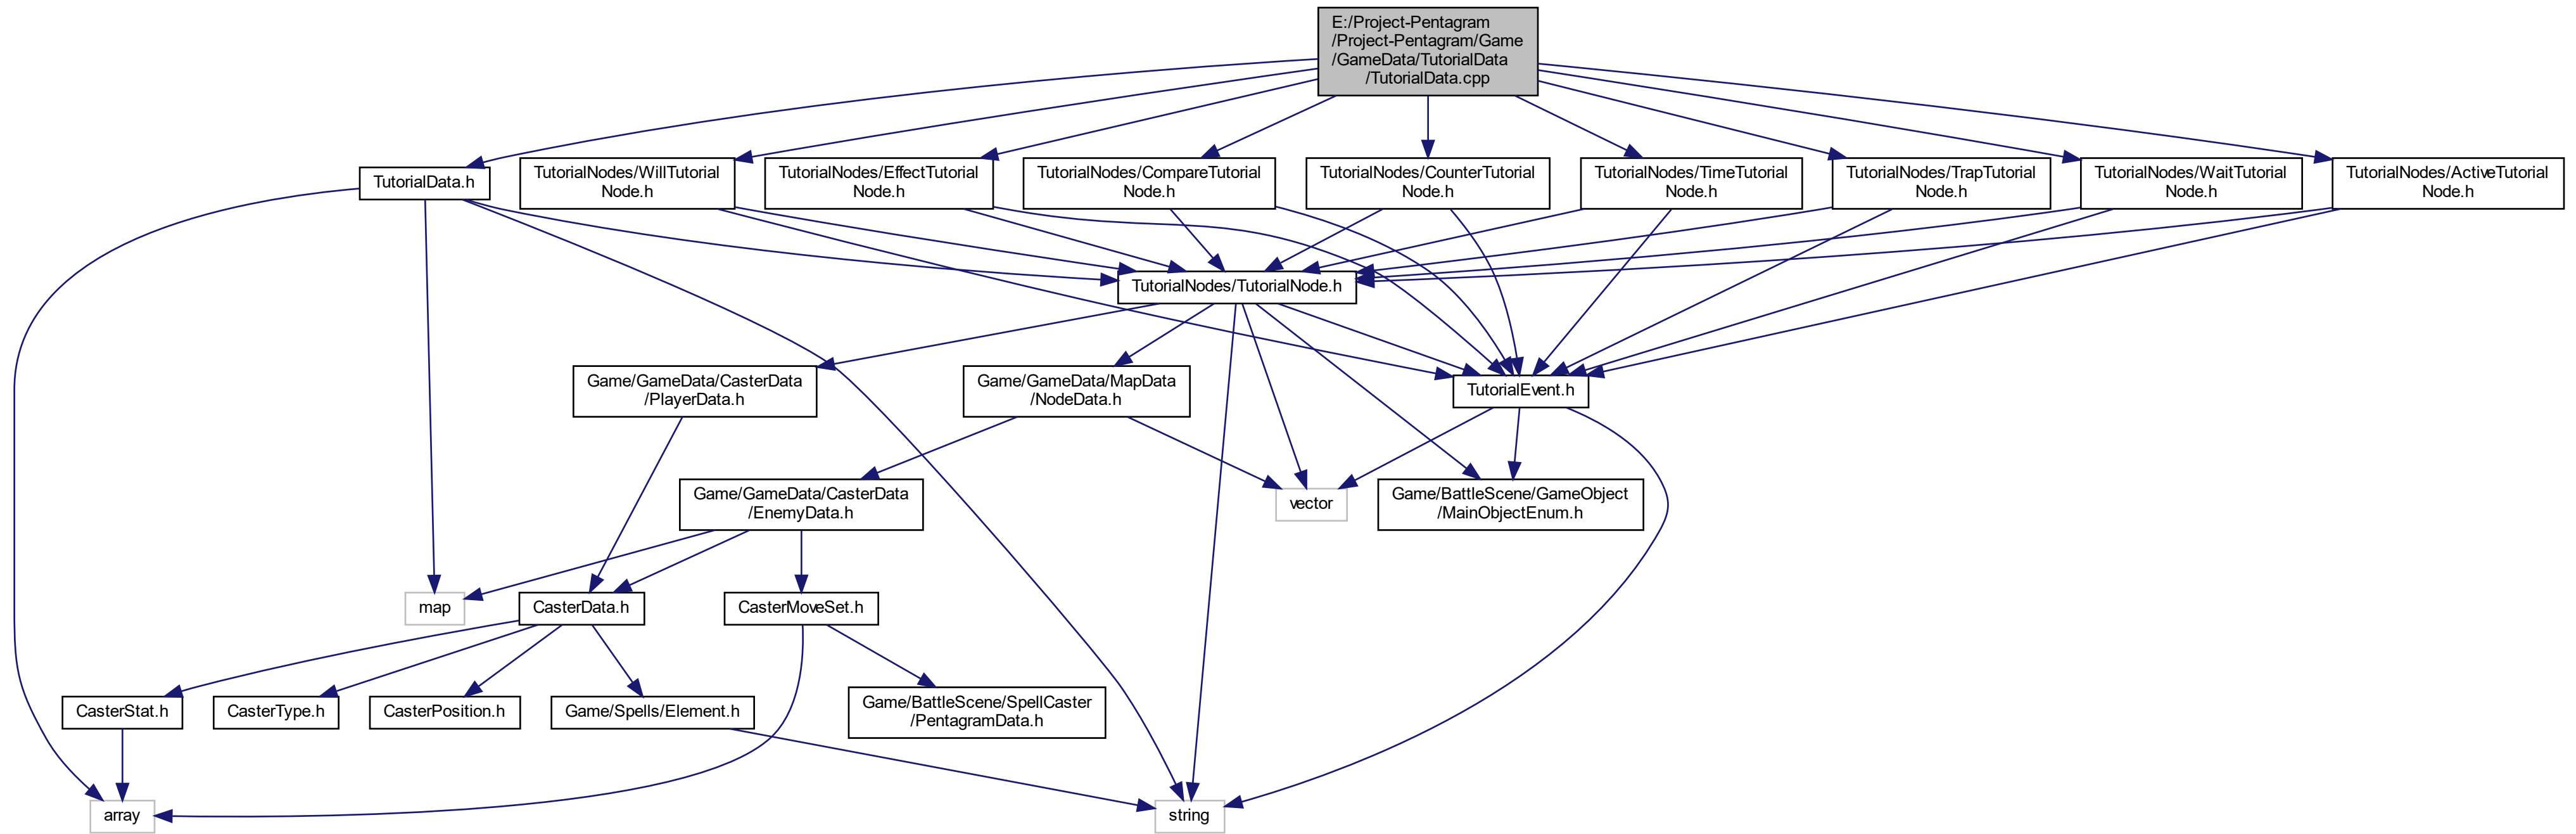 E:/Project-Pentagram
/Project-Pentagram/Game
/GameData/TutorialData
/TutorialData.cpp
TutorialData.h
TutorialNodes/WillTutorial
Node.h
TutorialNodes/EffectTutorial
Node.h
TutorialNodes/CompareTutorial
Node.h
TutorialNodes/CounterTutorial
Node.h
TutorialNodes/TimeTutorial
Node.h
TutorialNodes/TrapTutorial
Node.h
TutorialNodes/WaitTutorial
Node.h
TutorialNodes/ActiveTutorial
Node.h
TutorialNodes/TutorialNode.h
Game/GameData/CasterData
/PlayerData.h
Game/GameData/MapData
/NodeData.h
TutorialEvent.h
Game/GameData/CasterData
/EnemyData.h
vector
Game/BattleScene/GameObject
/MainObjectEnum.h
map
CasterData.h
CasterMoveSet.h
CasterStat.h
CasterType.h
CasterPosition.h
Game/Spells/Element.h
Game/BattleScene/SpellCaster
/PentagramData.h
array
string